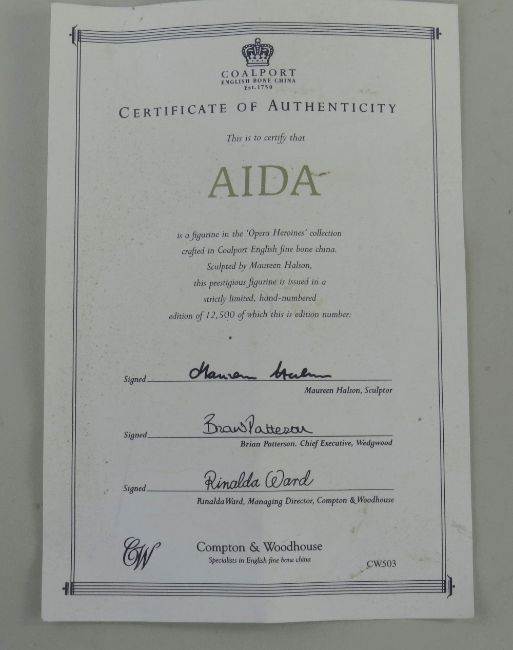 COALPORT
ENGLISH BONE CHINA
Est.1750
CERTIFICATE OF AUTHENTICITY
This is to certify that
AIDA
is a figurine in the 'Opera Heroines' collection
crafted in Coalport English fine bone china.
Sculpted by Maureen Halson,
this prestigious figurine is issued in a
strictly limited, hand-numbered
edition of 12,500 of which this is edition number:
Signed Maureen Halson
Maureen Halson, Sculptor
Signed Brian Patterson
Brian Patterson, Chief Executive, Wedgwood
Signed Rinalda Ward
Rinalda Ward, Managing Director, Compton & Woodhouse
CW Compton & Woodhouse
Specialists in English fine bone china
CW503